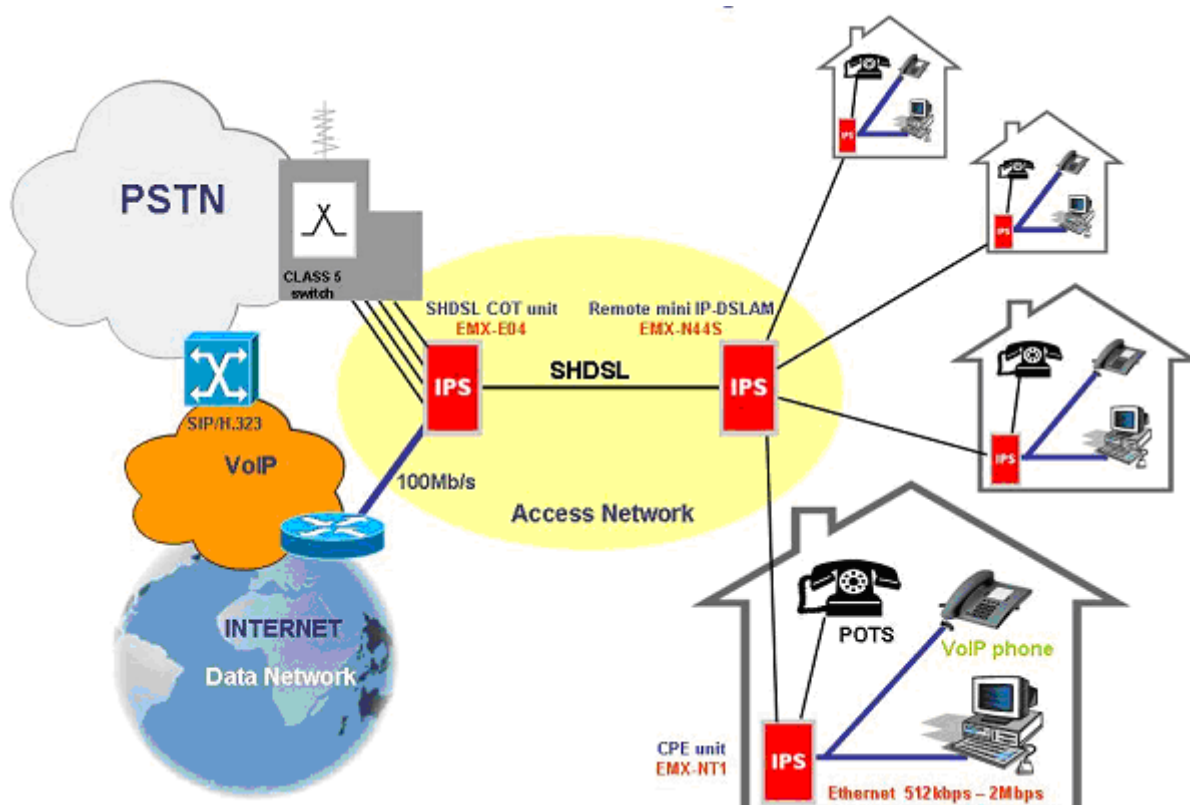 PSTN
CLASS 5
switch
SIP/H.323
VoIP
INTERNET
Data Network
100Mb/s
SHDSL COT unit
EMX-E04
IPS
SHDSL
Remote mini IP-DSLAM
EMX-N44S
IPS
Access Network
IPS
IPS
IPS
POTS
VoIP phone
CPE unit
EMX-NT1
IPS
Ethernet 512kbps – 2Mbps